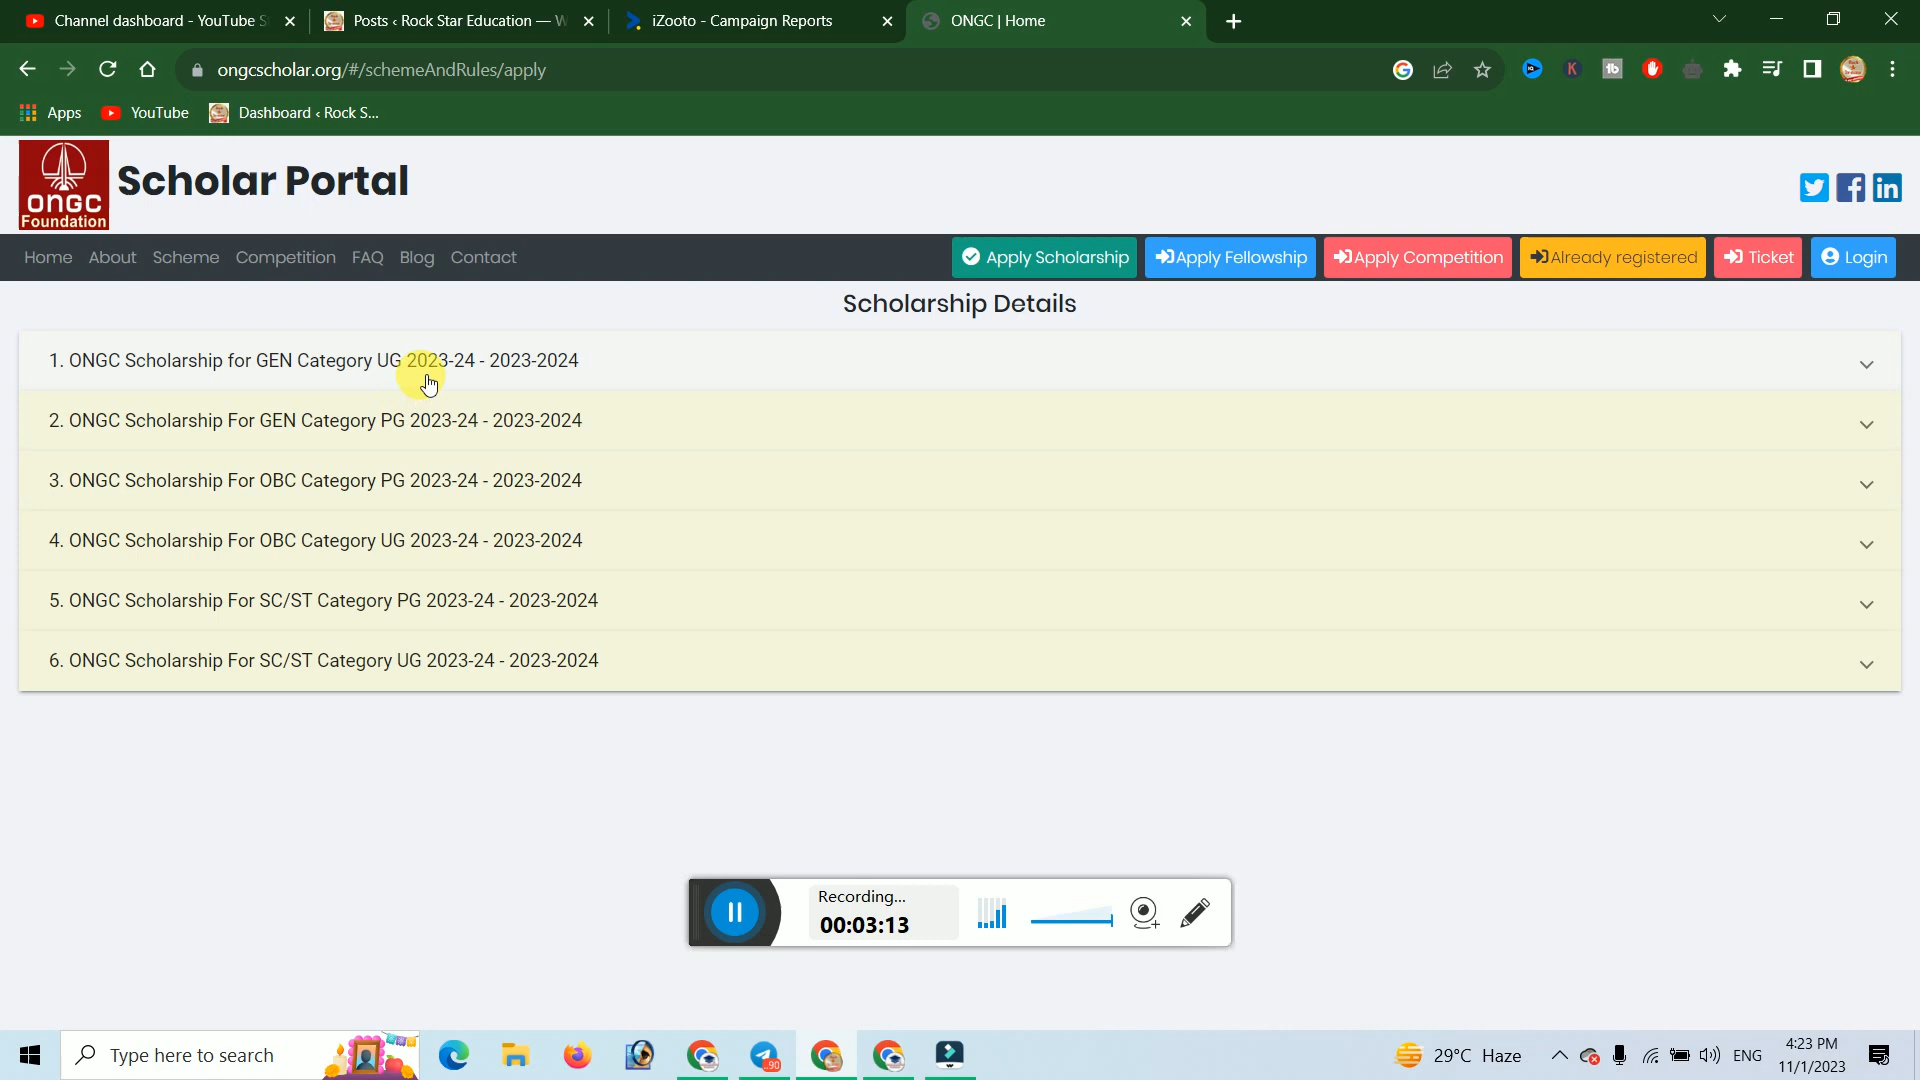 Channel dashboard - YouTube S
Posts ‹ Rock Star Education — W
iZooto - Campaign Reports
ONGC | Home
ongcscholar.org/#/schemeAndRules/apply
Apps
YouTube
Dashboard ‹ Rock S...
ONGC
Foundation
Scholar Portal
Home
About
Scheme
Competition
FAQ
Blog
Contact
Apply Scholarship
Apply Fellowship
Apply Competition
Already registered
Ticket
Login
Scholarship Details
1. ONGC Scholarship for GEN Category UG 2023-24 - 2023-2024
2. ONGC Scholarship For GEN Category PG 2023-24 - 2023-2024
3. ONGC Scholarship For OBC Category PG 2023-24 - 2023-2024
4. ONGC Scholarship For OBC Category UG 2023-24 - 2023-2024
5. ONGC Scholarship For SC/ST Category PG 2023-24 - 2023-2024
6. ONGC Scholarship For SC/ST Category UG 2023-24 - 2023-2024
Recording...
00:03:13
Type here to search
29°C Haze
ENG
4:23 PM
11/1/2023